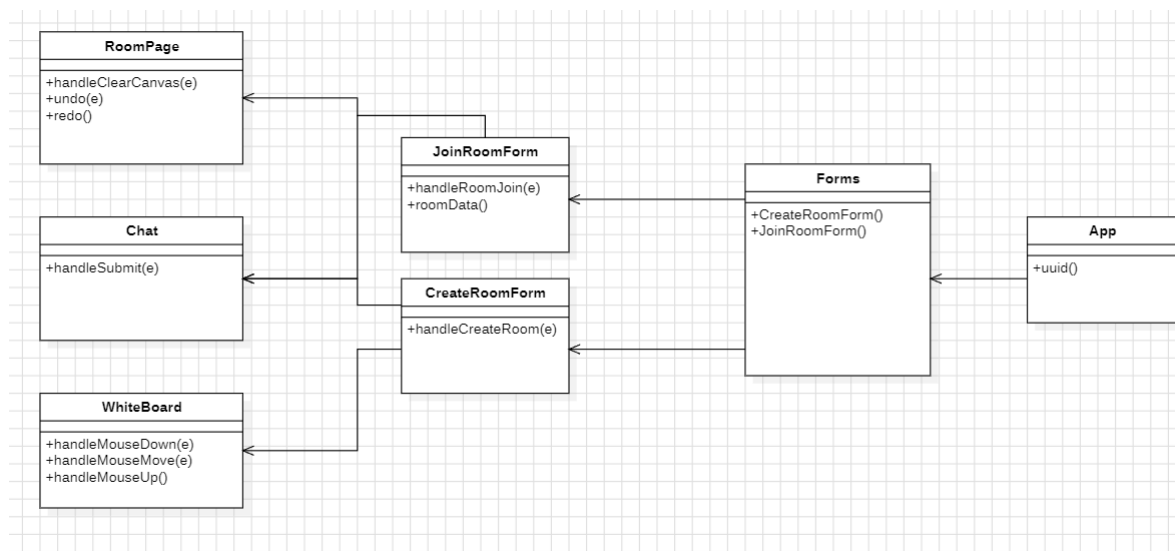 RoomPage
+handleClearCanvas(e)
+undo(e)
+redo()
Chat
+handleSubmit(e)
WhiteBoard
+handleMouseDown(e)
+handleMouseMove(e)
+handleMouseUp()
JoinRoomForm
+handleRoomJoin(e)
+roomData()
CreateRoomForm
+handleCreateRoom(e)
Forms
+CreateRoomForm()
+JoinRoomForm()
App
+uuid()